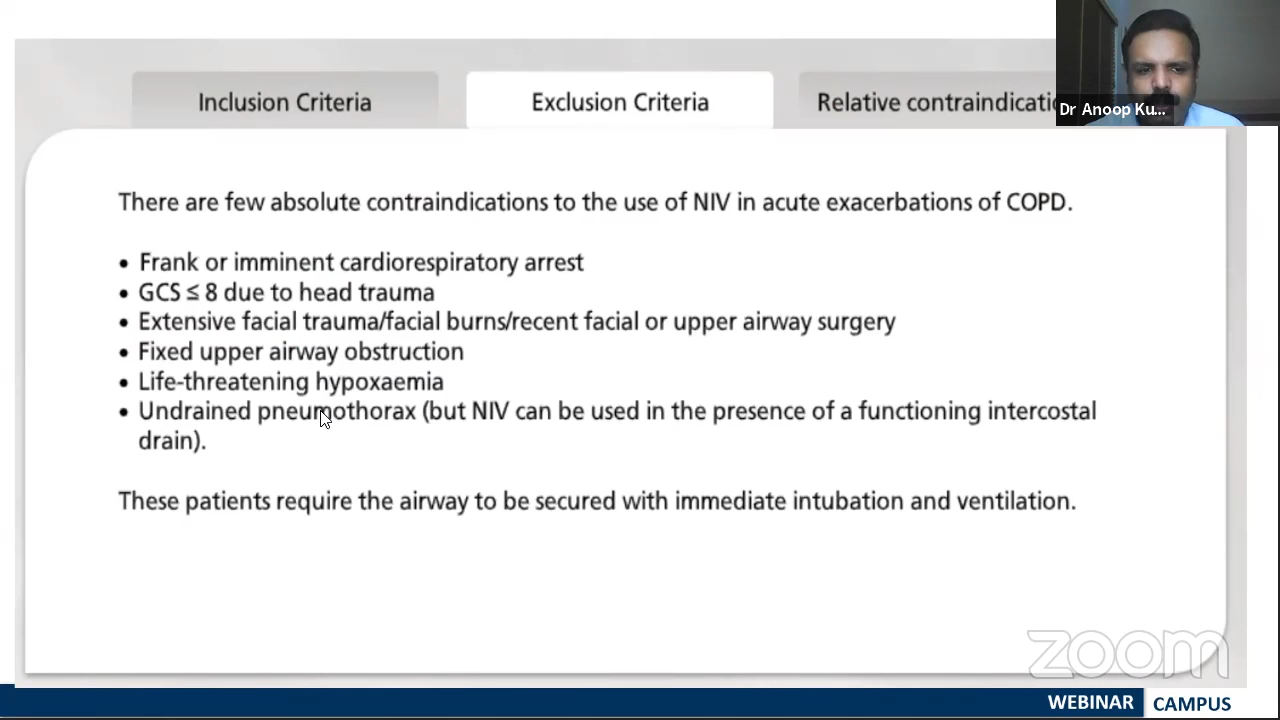 Inclusion Criteria
Exclusion Criteria
Relative contraindicatio
Dr Anoop Ku...
There are few absolute contraindications to the use of NIV in acute exacerbations of COPD.
• Frank or imminent cardiorespiratory arrest
• GCS ≤ 8 due to head trauma
• Extensive facial trauma/facial burns/recent facial or upper airway surgery
• Fixed upper airway obstruction
• Life-threatening hypoxaemia
• Undrained pneumothorax (but NIV can be used in the presence of a functioning intercostal
drain).
These patients require the airway to be secured with immediate intubation and ventilation.
zoom
WEBINAR CAMPUS